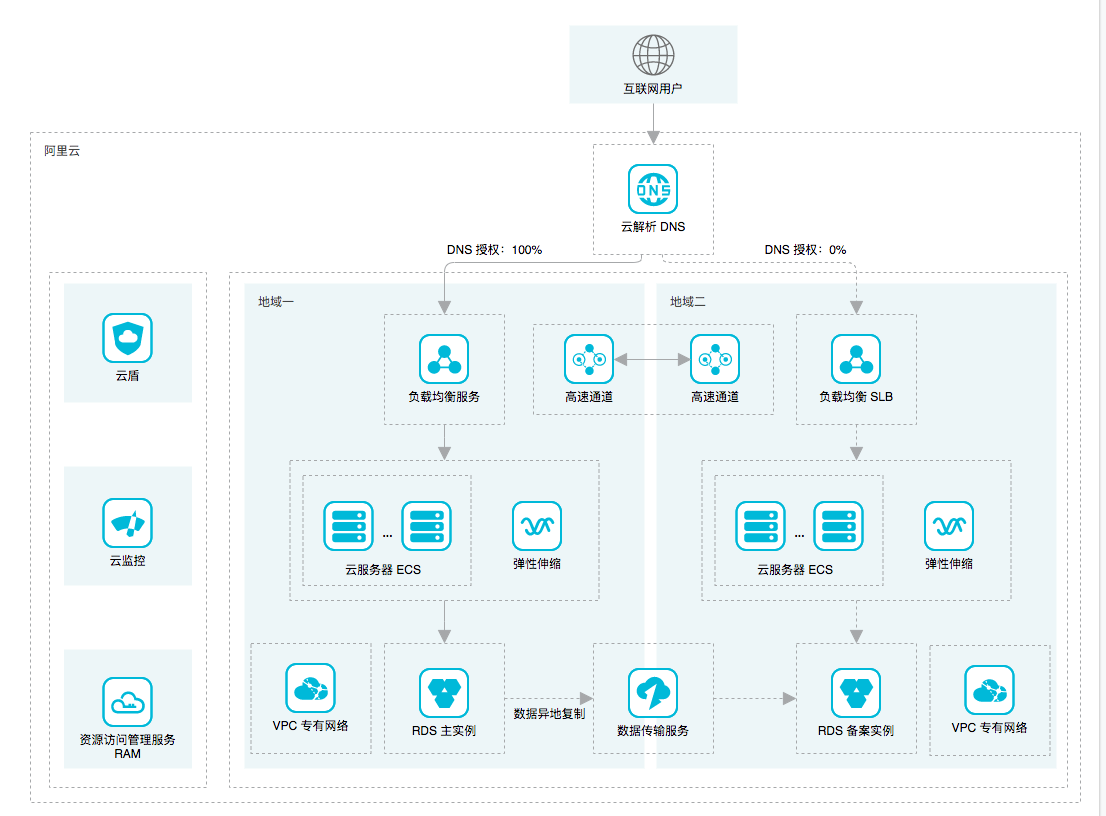 互联网用户
阿里云
DNS
云解析 DNS
DNS 授权：100%
DNS 授权：0%
地域一
地域二
云盾
负载均衡服务
高速通道
高速通道
负载均衡 SLB
云监控
...
云服务器 ECS
弹性伸缩
...
云服务器 ECS
弹性伸缩
资源访问管理服务
RAM
VPC 专有网络
RDS 主实例
数据异地复制
数据传输服务
RDS 备案实例
VPC 专有网络